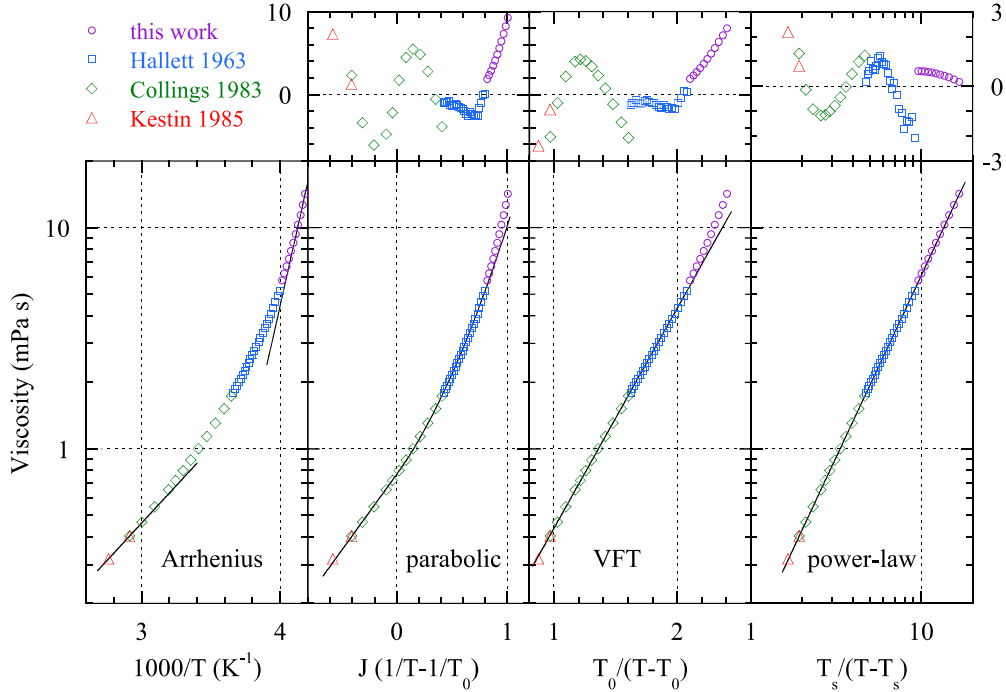 this work
Hallett 1963
Collings 1983
Kestin 1985
10
0
3
0
-3
Viscosity (mPa s)
10
1
Arrhenius
parabolic
VFT
power-law
3 4
0 1
1 2
1 10
1000/T (K⁻¹)
J (1/T-1/T₀)
T₀/(T-T₀)
Tₛ/(T-Tₛ)